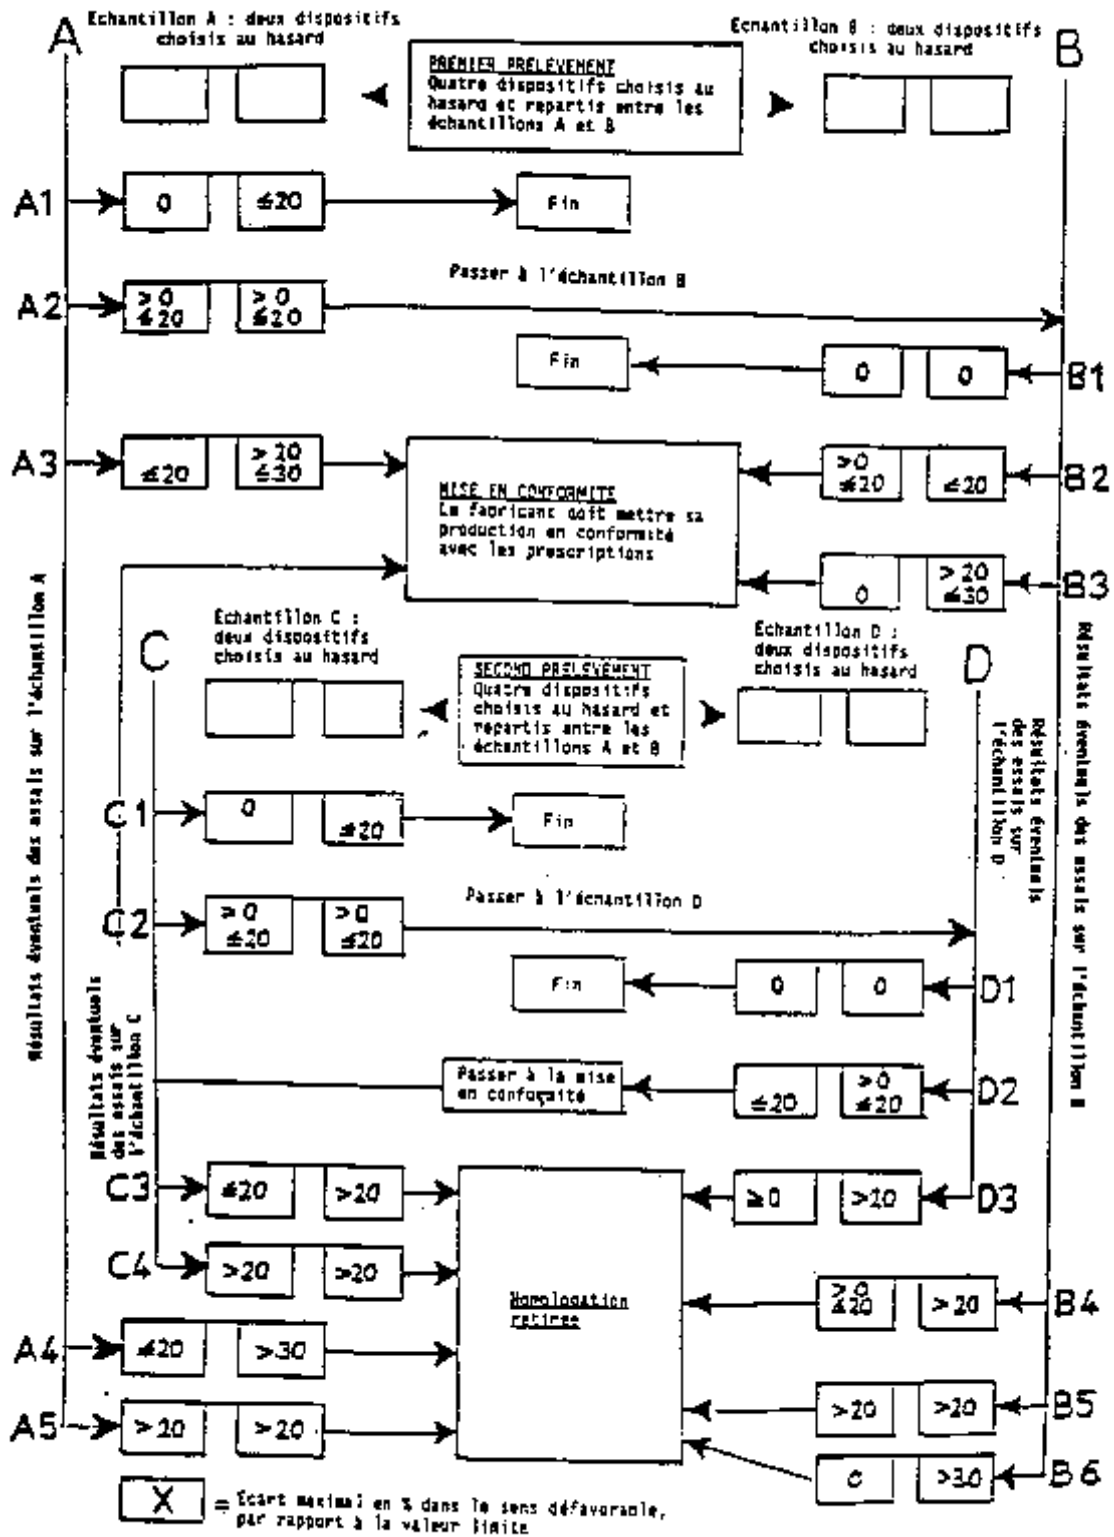 A
Echantillon A : deux dispositifs
choisis au hasard
PREMIER PRELEVEMENT
Quatre dispositifs choisis au
hasard et repartis entre les
échantillons A et B
Echantillon B : deux dispositifs
choisis au hasard
B
A1
0
≤20
Fin
A2
>0
≤20
>0
≤20
Passer à l'échantillon B
Fin
0
0
B1
A3
≤20
>20
≤30
MISE EN CONFORMITE
Le fabricant doit mettre sa
production en conformité
avec les prescriptions
>0
≤20
≤20
B2
0
>20
≤30
B3
Résultats éventuels des essais sur l'échantillon A
C
Echantillon C :
deux dispositifs
choisis au hasard
SECOND PRELEVEMENT
Quatre dispositifs
choisis au hasard et
repartis entre les
échantillons A et B
Echantillon D :
deux dispositifs
choisis au hasard
D
Résultats éventuels
des essais sur
l'échantillon D
Résultats éventuels des essais sur l'échantillon B
C1
0
≤20
Fin
C2
>0
≤20
>0
≤20
Passer à l'échantillon D
Fin
0
0
D1
Résultats éventuels
des essais sur
l'échantillon C
Passer à la mise
en conformité
≤20
>0
≤20
D2
C3
≤20
>20
Homologation
retirée
≥0
>20
D3
C4
>20
>20
>0
≤20
>20
B4
A4
≤20
>30
A5
>20
>20
>20
>20
B5
0
>30
B6
X
= Ecart maximal en % dans le sens défavorable,
par rapport à la valeur limite